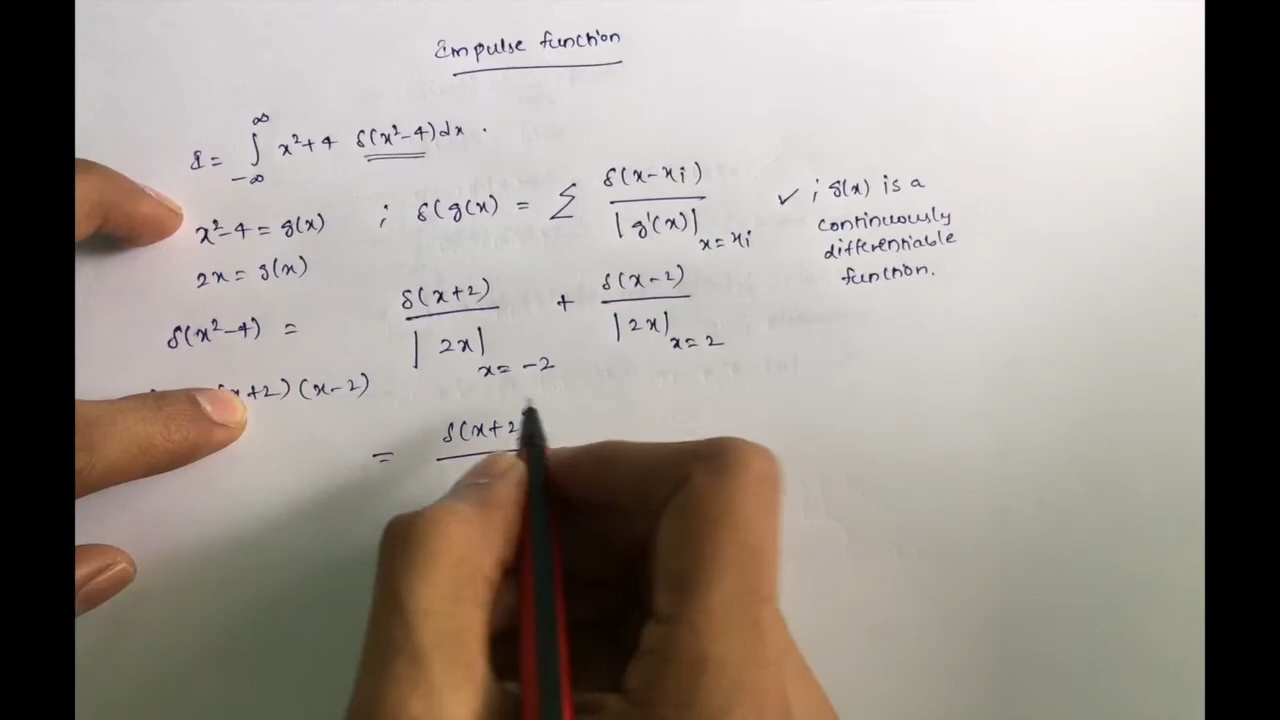 Impulse function
I = ∫_{-∞}^{∞} x²+4 δ(x²-4)dx .
x²-4 = g(x) ; δ(g(x) = Σ δ(x-xi) / |g'(x)| x=xi ✓ ; g(x) is a
continuously
differentiable
function.
2x = g(x)
δ(x²-4) = δ(x+2) / |2x| x=-2 + δ(x-2) / |2x| x=2
x+2) (x-2)
= δ(x+2